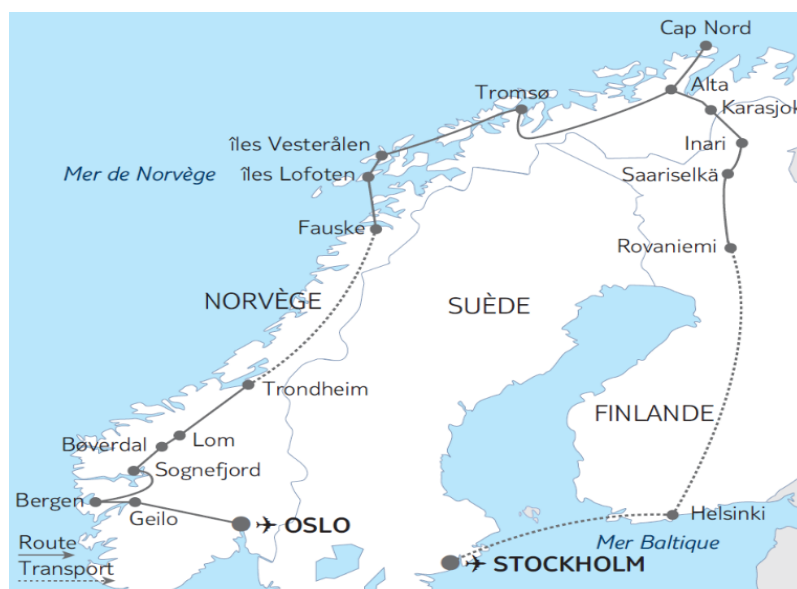 Cap Nord
Alta
Tromsø
Karasjok
îles Vesterålen
Inari
Mer de Norvège
îles Lofoten
Saariselkä
Fauske
Rovaniemi
NORVÈGE
SUÈDE
Trondheim
FINLANDE
Lom
Bøverdal
Sognefjord
Bergen
Geilo
OSLO
Helsinki
Route
Mer Baltique
STOCKHOLM
Transport